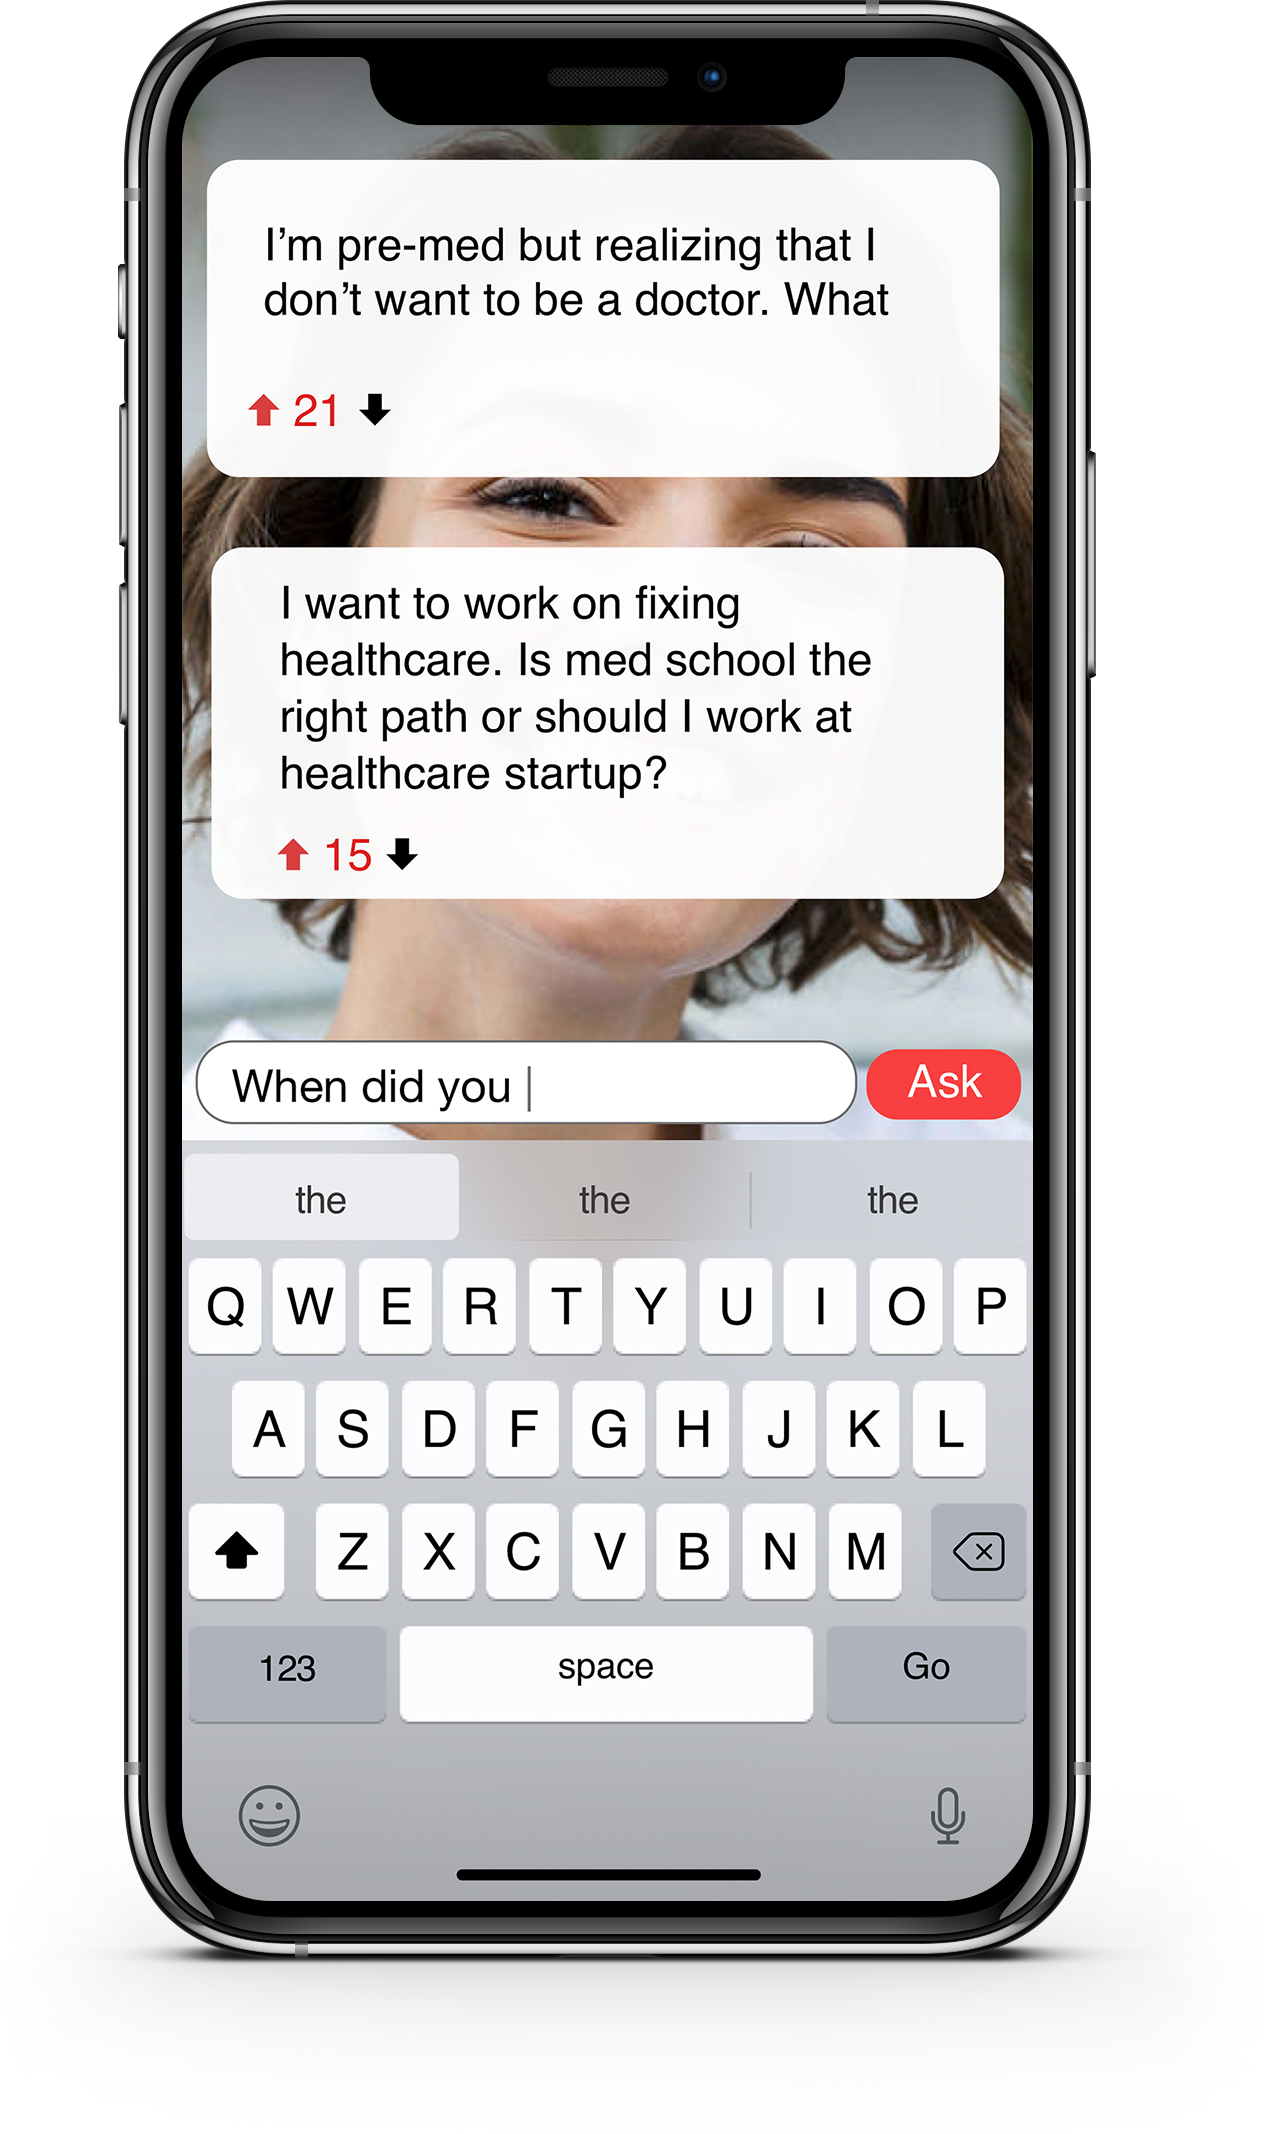 I’m pre-med but realizing that I
don’t want to be a doctor. What
21
I want to work on fixing
healthcare. Is med school the
right path or should I work at
healthcare startup?
15
When did you
Ask
the the the
Q W E R T Y U I O P
A S D F G H J K L
Z X C V B N M
123 space Go